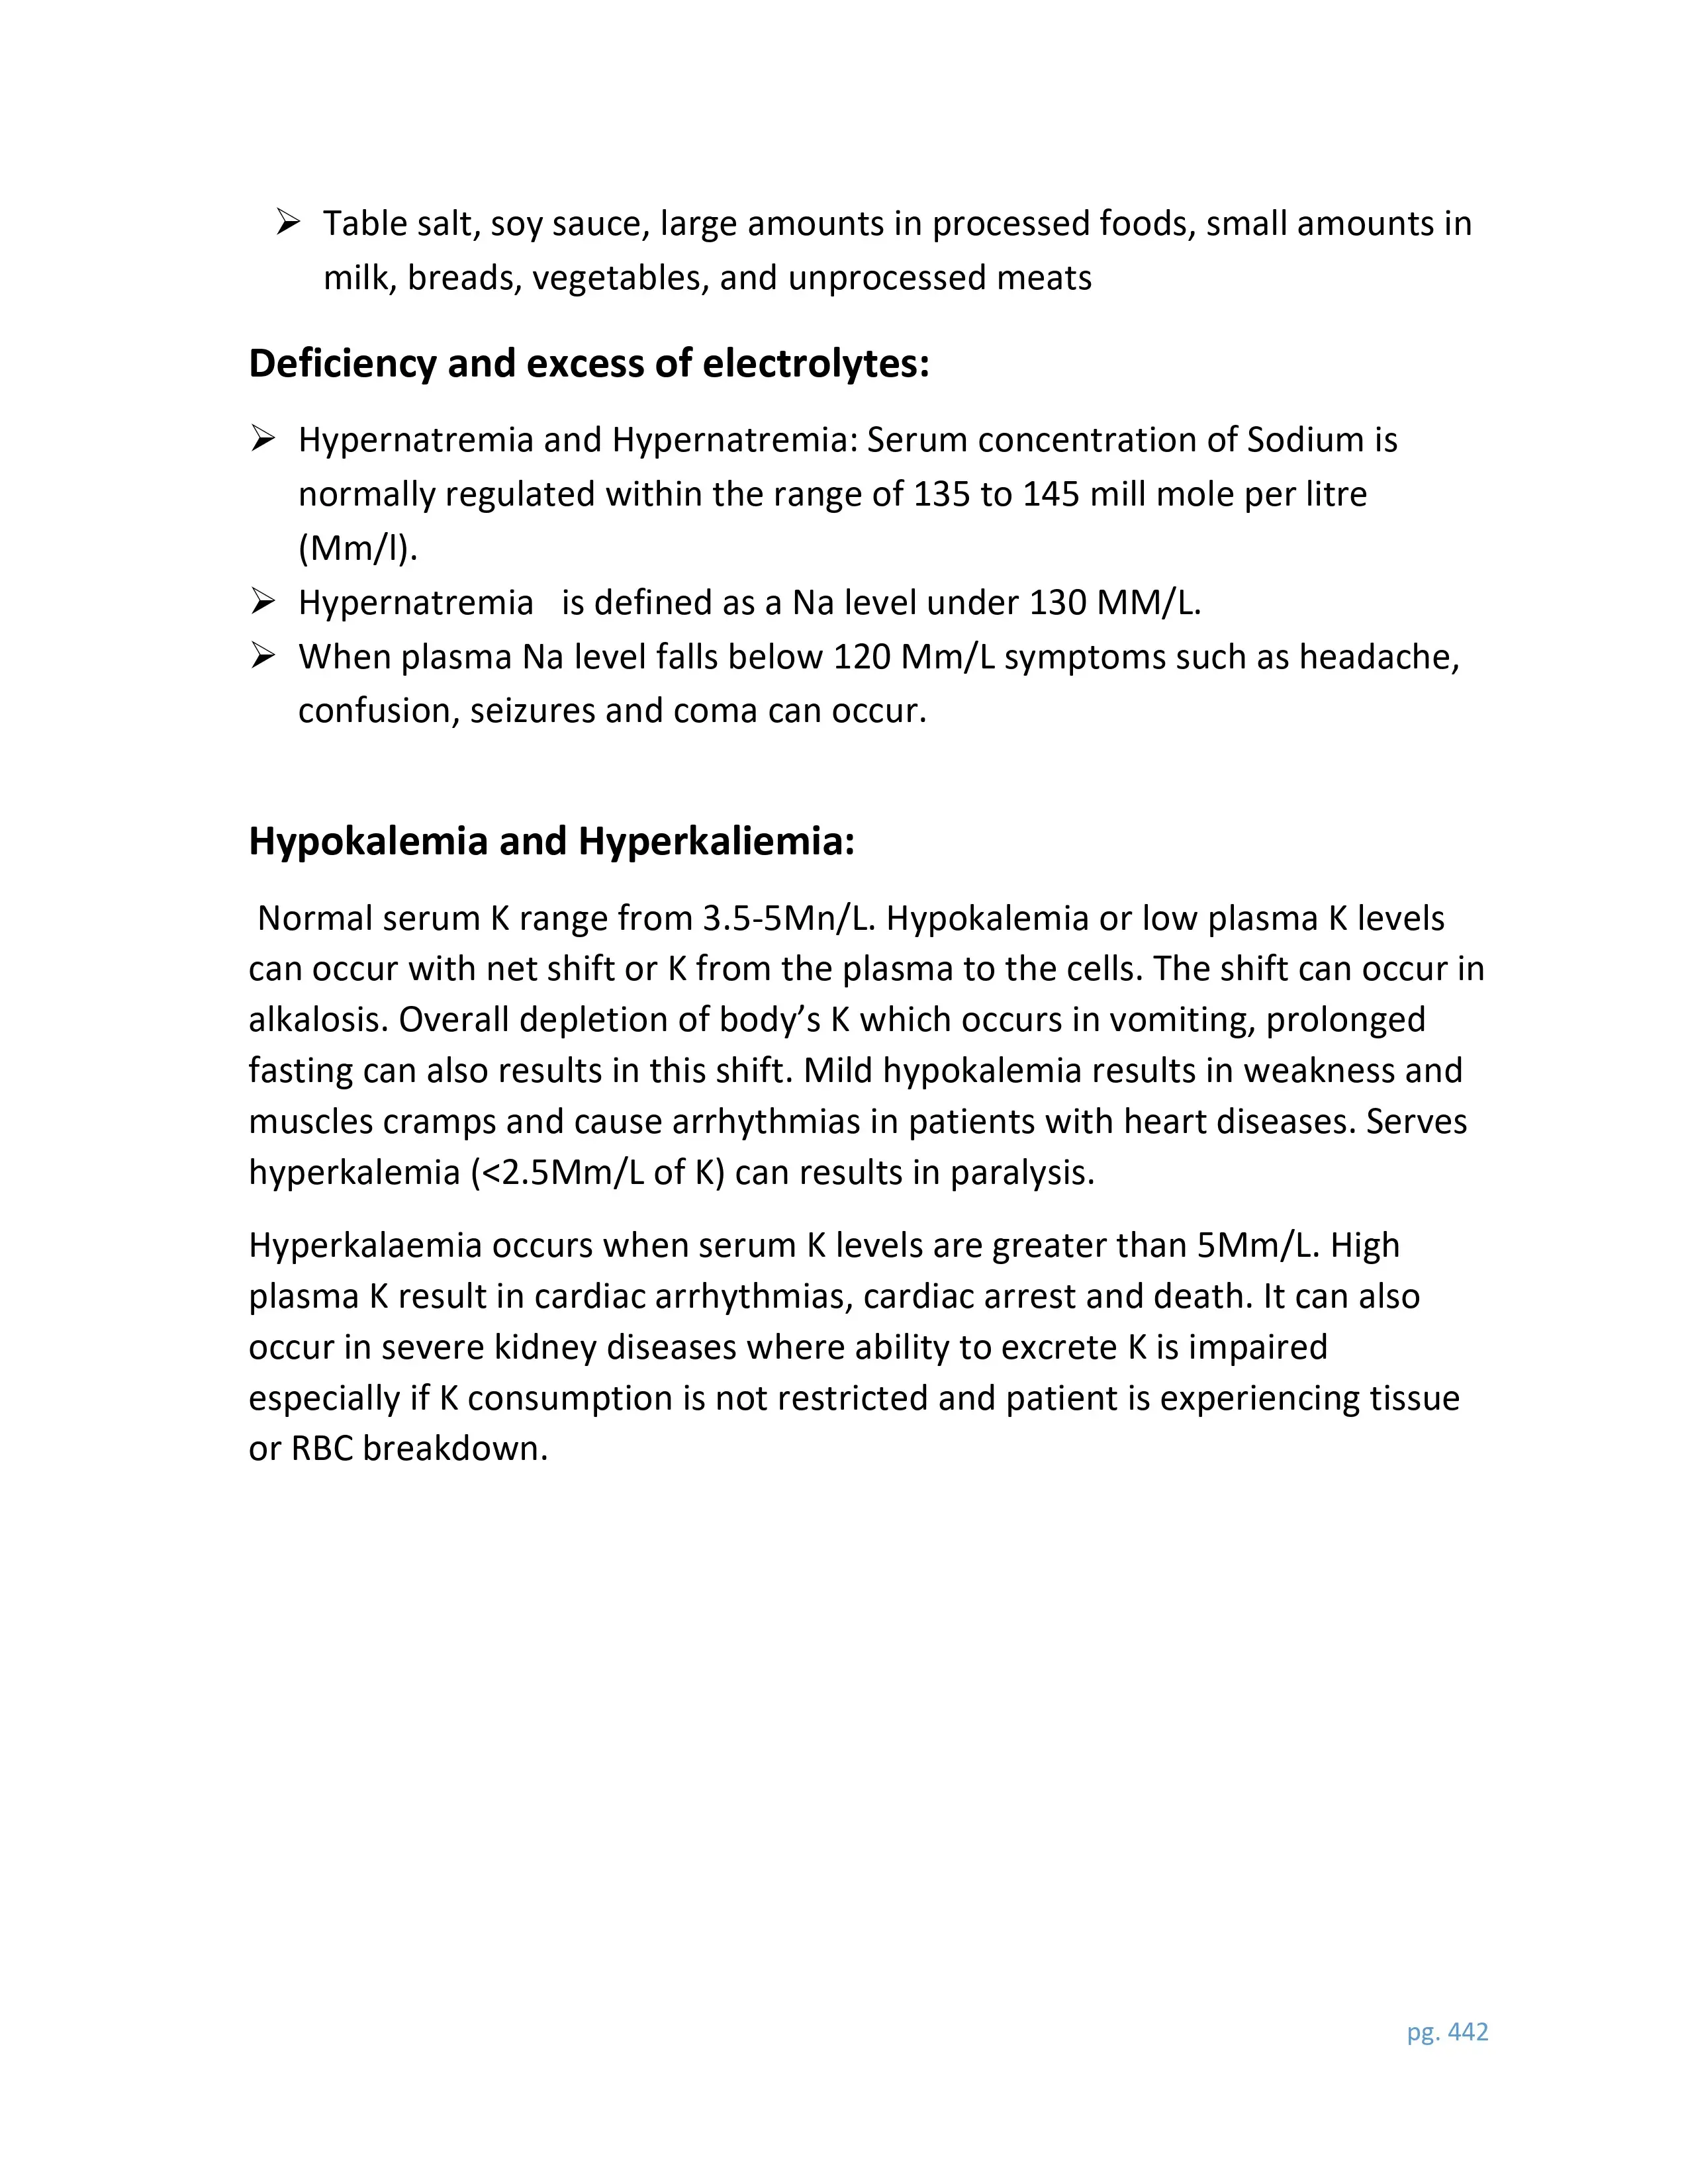 ➢ Table salt, soy sauce, large amounts in processed foods, small amounts in
milk, breads, vegetables, and unprocessed meats
Deficiency and excess of electrolytes:
➢ Hypernatremia and Hypernatremia: Serum concentration of Sodium is
normally regulated within the range of 135 to 145 mill mole per litre
(Mm/l).
➢ Hypernatremia   is defined as a Na level under 130 MM/L.
➢ When plasma Na level falls below 120 Mm/L symptoms such as headache,
confusion, seizures and coma can occur.
Hypokalemia and Hyperkaliemia:
Normal serum K range from 3.5-5Mn/L. Hypokalemia or low plasma K levels
can occur with net shift or K from the plasma to the cells. The shift can occur in
alkalosis. Overall depletion of body’s K which occurs in vomiting, prolonged
fasting can also results in this shift. Mild hypokalemia results in weakness and
muscles cramps and cause arrhythmias in patients with heart diseases. Serves
hyperkalemia (<2.5Mm/L of K) can results in paralysis.
Hyperkalaemia occurs when serum K levels are greater than 5Mm/L. High
plasma K result in cardiac arrhythmias, cardiac arrest and death. It can also
occur in severe kidney diseases where ability to excrete K is impaired
especially if K consumption is not restricted and patient is experiencing tissue
or RBC breakdown.
pg. 442